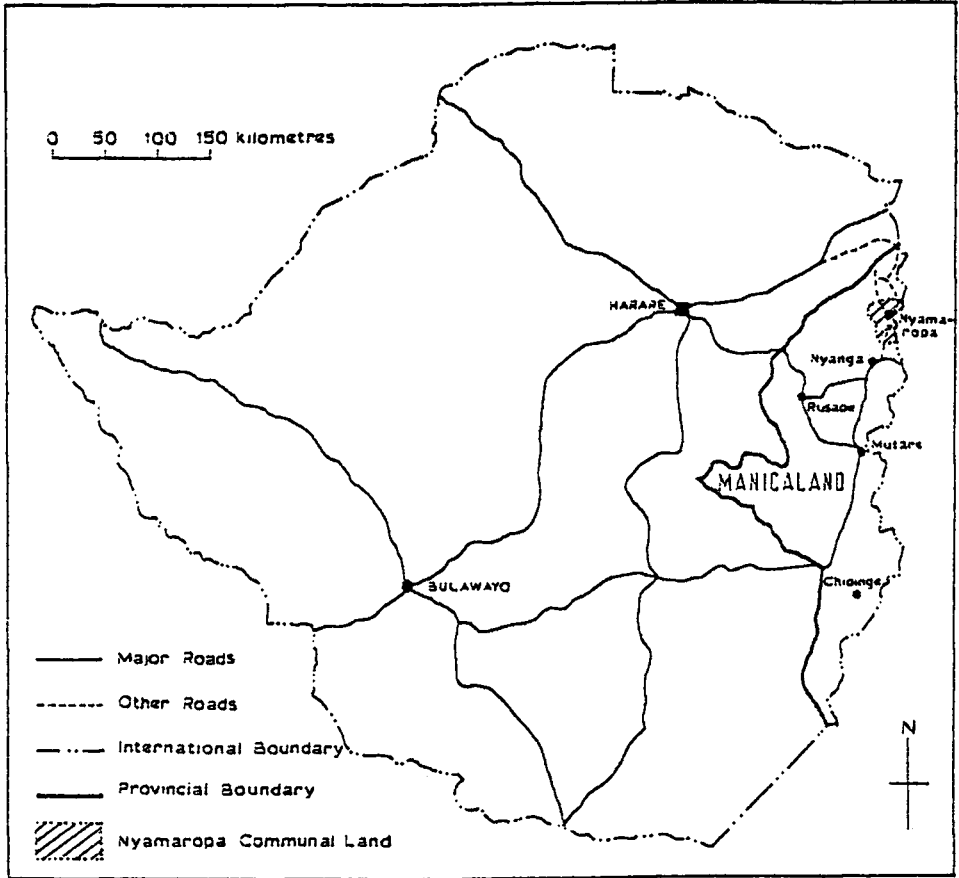 0 50 100 150 kilometres
HARARE
Nyama-
ropa
Nyanga
Rusape
Mutare
MANICALAND
BULAWAYO
Chipinge
Major Roads
Other Roads
International Boundary
Provincial Boundary
Nyamaropa Communal Land
N